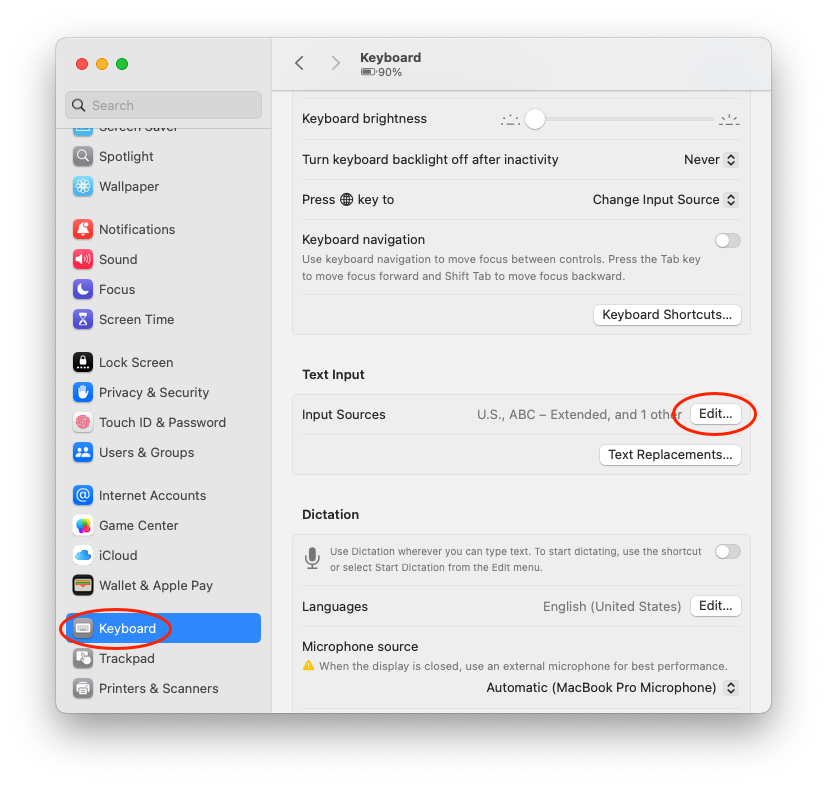 Keyboard
90%
Search
Screen Saver
Spotlight
Wallpaper
Notifications
Sound
Focus
Screen Time
Lock Screen
Privacy & Security
Touch ID & Password
Users & Groups
Internet Accounts
Game Center
iCloud
Wallet & Apple Pay
Keyboard
Trackpad
Printers & Scanners
Keyboard brightness
Turn keyboard backlight off after inactivity Never
Press key to Change Input Source
Keyboard navigation
Use keyboard navigation to move focus between controls. Press the Tab key
to move focus forward and Shift Tab to move focus backward.
Keyboard Shortcuts...
Text Input
Input Sources U.S., ABC – Extended, and 1 other Edit...
Text Replacements...
Dictation
Use Dictation wherever you can type text. To start dictating, use the shortcut
or select Start Dictation from the Edit menu.
Languages English (United States) Edit...
Microphone source
When the display is closed, use an external microphone for best performance.
Automatic (MacBook Pro Microphone)